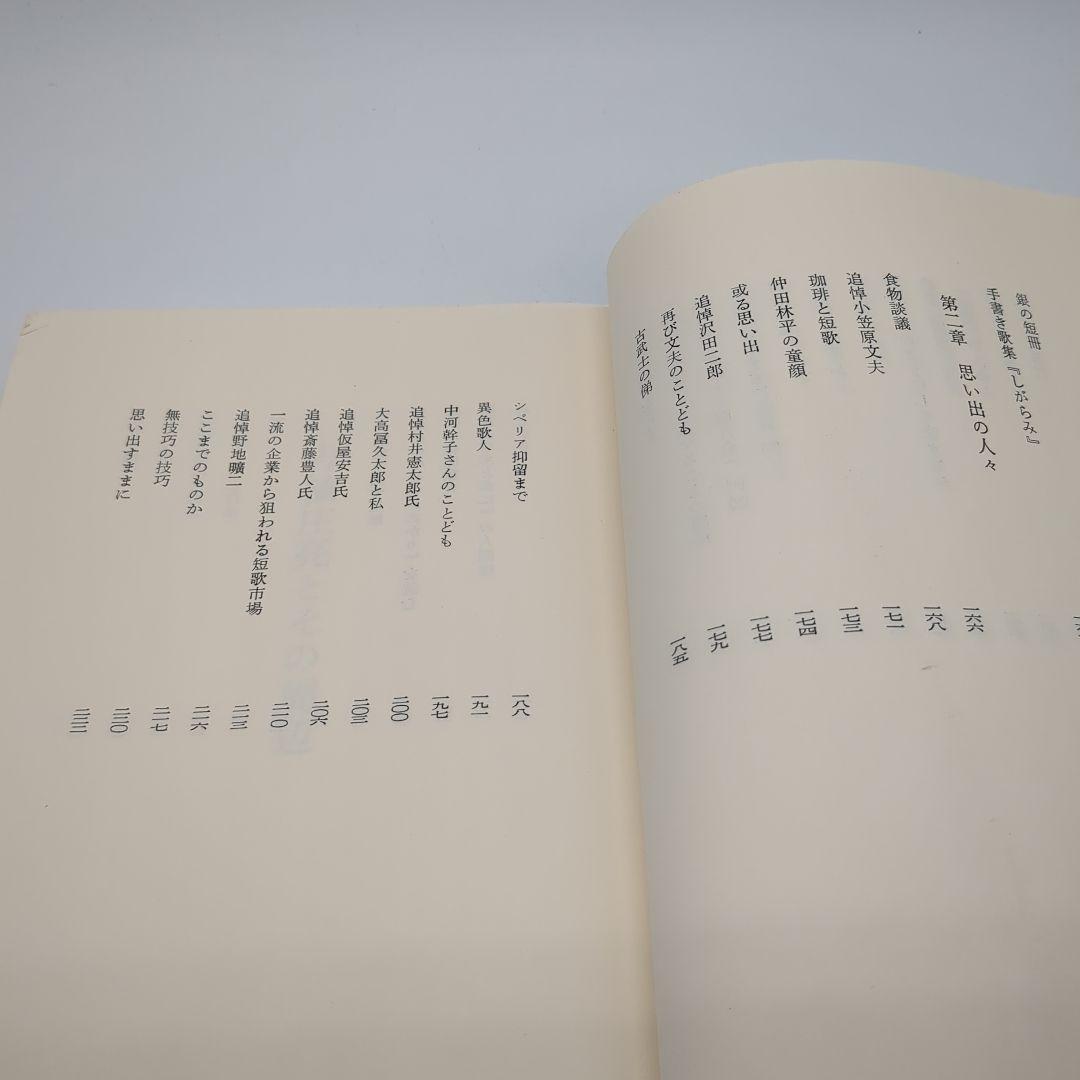 銀の短冊
手書き歌集『しがらみ』
第二章　思い出の人々
食物談議
追悼小笠原文夫
珈琲と短歌
仲田林平の童顔
或る思い出
追悼沢田二郎
再び文夫のことども
古武士の俤
一六六
一六八
一七一
一七三
一七四
一七七
一七九
一八五
シベリア抑留まで　一八八
異色歌人　一九一
中河幹子さんのことども　一九七
追悼村井憲太郎氏　二〇〇
大高冨久太郎と私　二〇三
追悼仮屋安吉氏　二〇六
追悼斎藤豊人氏　二一〇
一流の企業から狙われる短歌市場　二一三
追悼野地曠二　二一六
ここまでのものか　二一七
無技巧の技巧　二二〇
思い出すままに